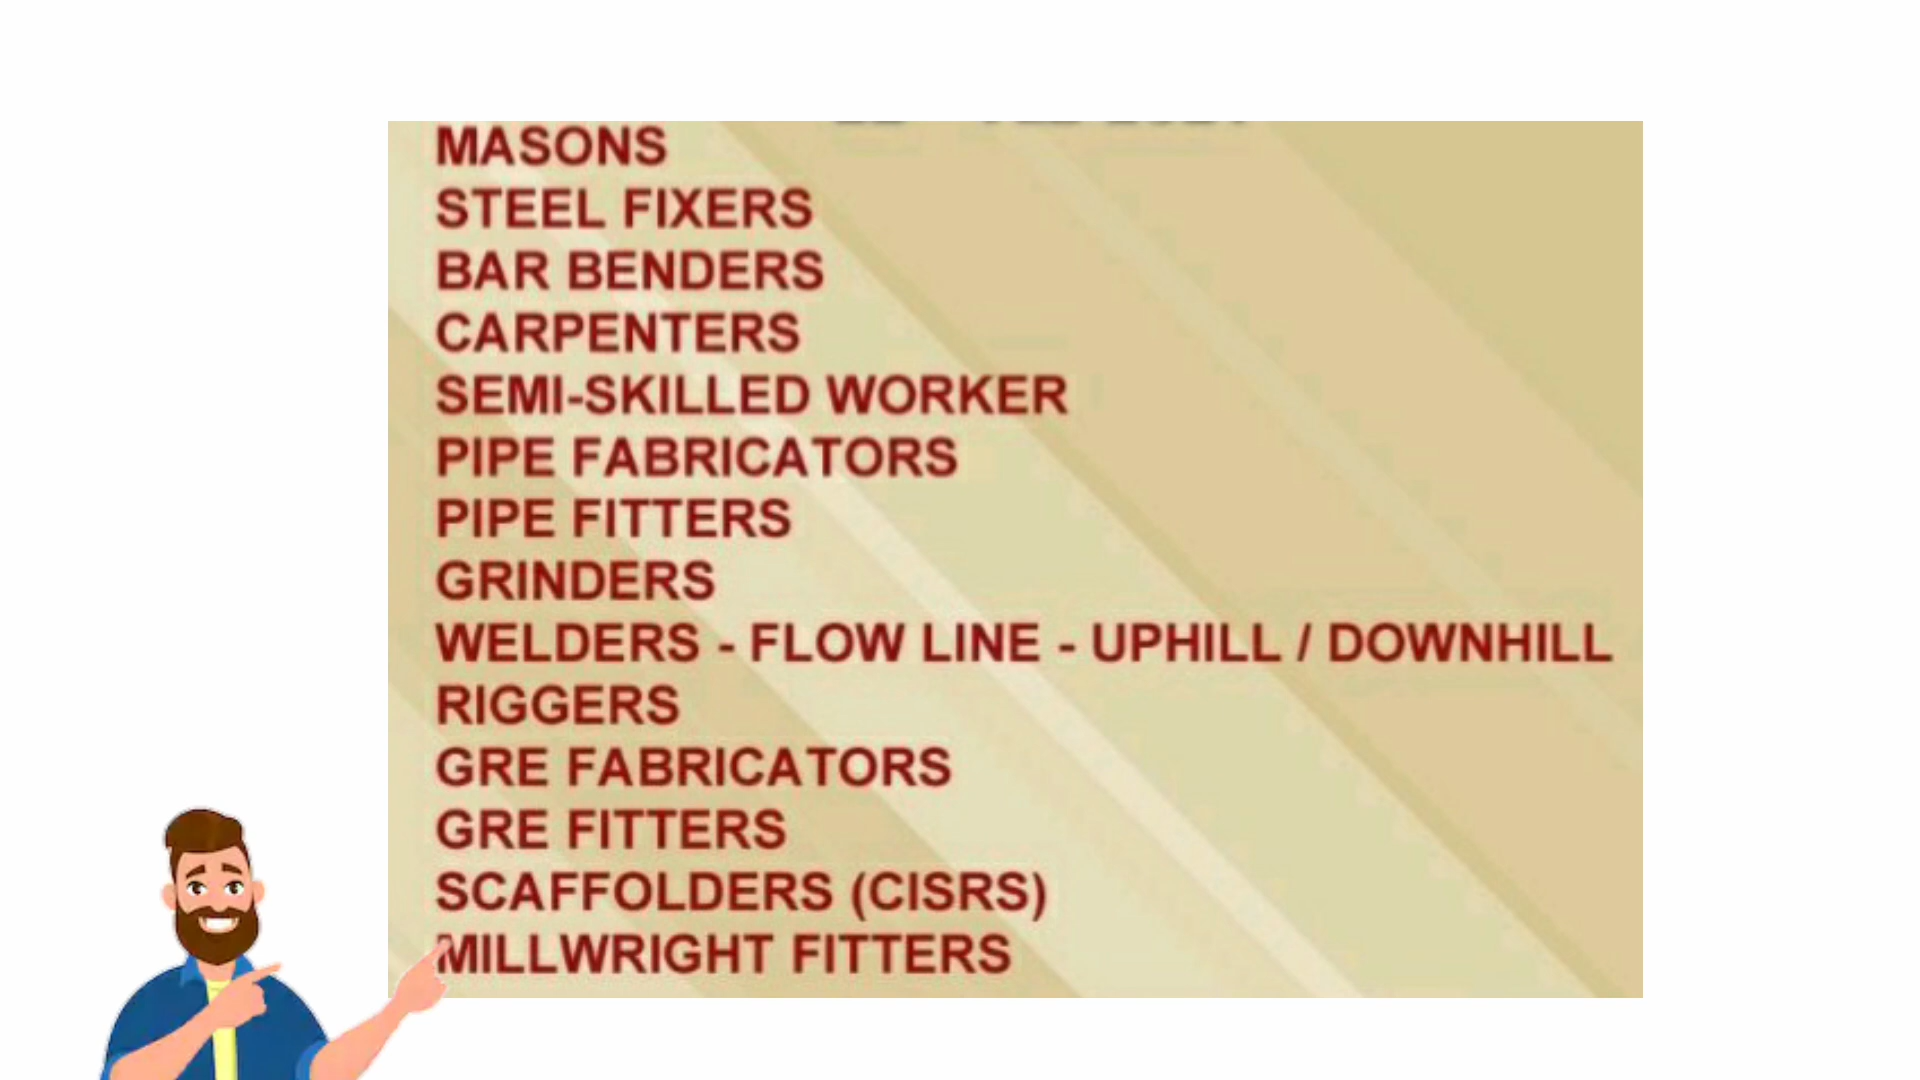 MASONS
STEEL FIXERS
BAR BENDERS
CARPENTERS
SEMI-SKILLED WORKER
PIPE FABRICATORS
PIPE FITTERS
GRINDERS
WELDERS - FLOW LINE - UPHILL / DOWNHILL
RIGGERS
GRE FABRICATORS
GRE FITTERS
SCAFFOLDERS (CISRS)
MILLWRIGHT FITTERS